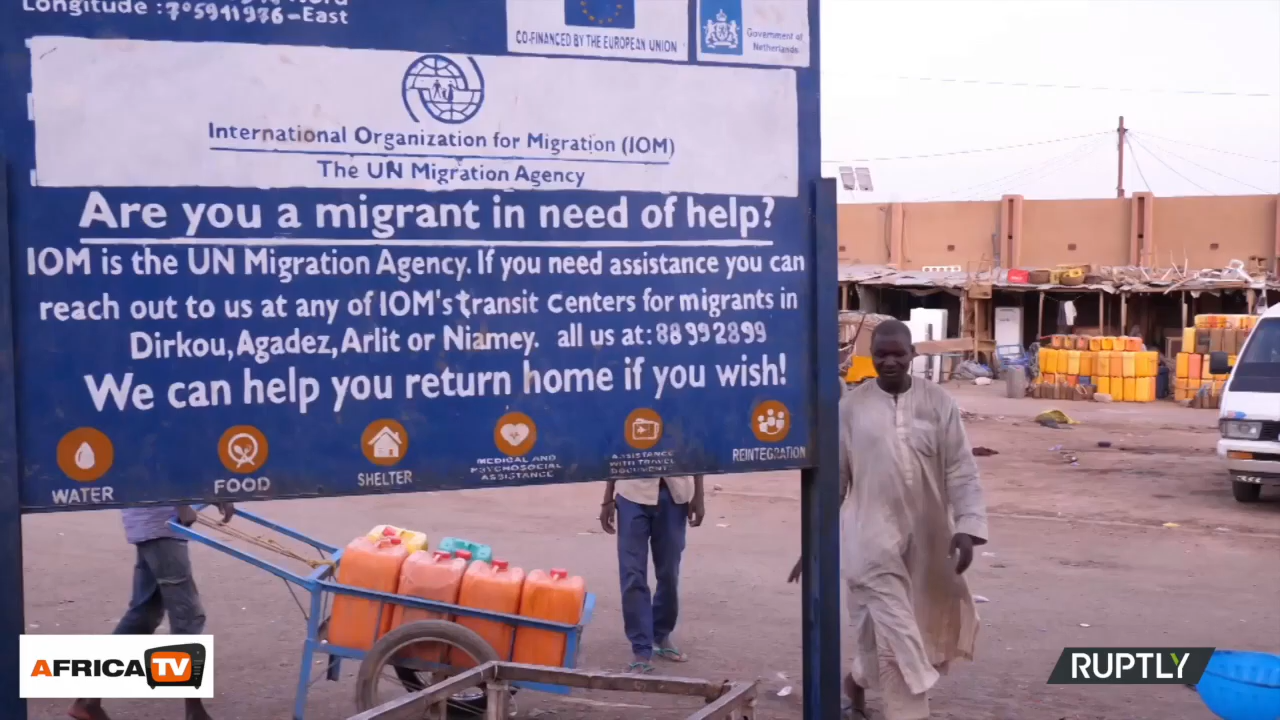 Longitude :7°5911976-East
CO-FINANCED BY THE EUROPEAN UNION
Government of
Netherlands
International Organization for Migration (IOM)
The UN Migration Agency
Are you a migrant in need of help?
IOM is the UN Migration Agency. If you need assistance you can
reach out to us at any of IOM's transit Centers for migrants in
Dirkou, Agadez, Arlit or Niamey. all us at: 88 99 2899
We can help you return home if you wish!
WATER
FOOD
SHELTER
MEDICAL AND
PSYCHOSOCIAL
ASSISTANCE
ASSISTANCE
WITH TRAVEL
DOCUMENT
REINTEGRATION
AFRICA TV
RUPTLY